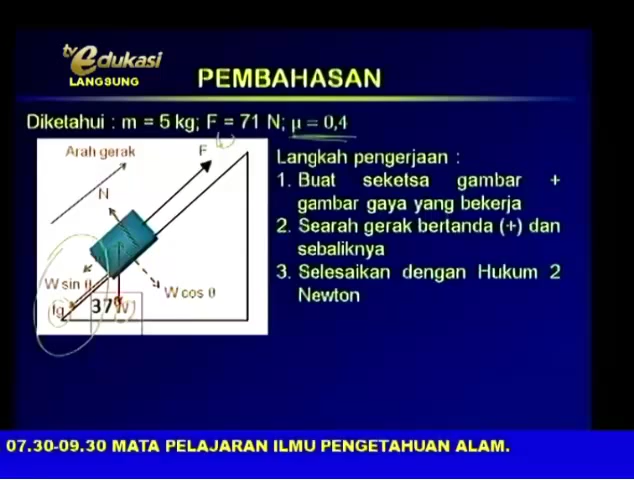 tv edukasi
LANGSUNG
PEMBAHASAN
Diketahui : m = 5 kg; F = 71 N; μ = 0,4
Arah gerak
F
N
W sin θ
W cos θ
fg
37°
W
Langkah pengerjaan :
1. Buat seketsa gambar +
gambar gaya yang bekerja
2. Searah gerak bertanda (+) dan
sebaliknya
3. Selesaikan dengan Hukum 2
Newton
07.30-09.30 MATA PELAJARAN ILMU PENGETAHUAN ALAM.